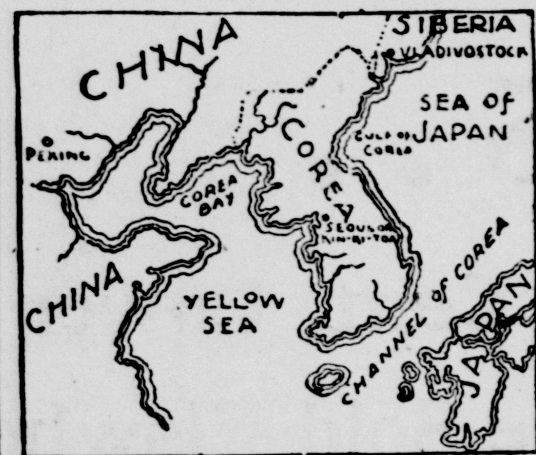 SIBERIA
VLADIVOSTOCK
CHINA
SEA OF
JAPAN
GULF OF
COREA
PEKING
COREA
COREA
BAY
SEOUL OR
CHINA
YELLOW
SEA
CHANNEL of COREA
JAPAN